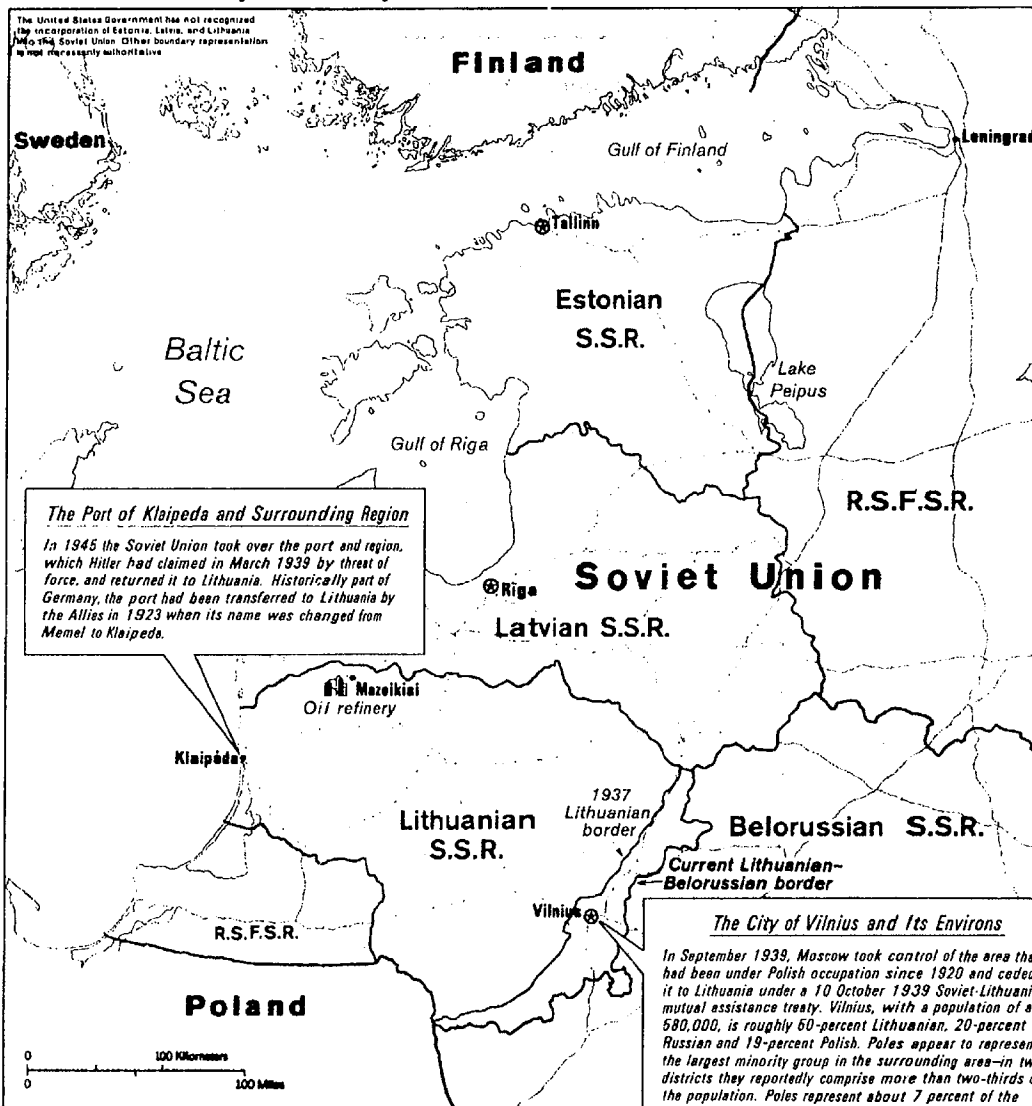 The United States Government has not recognized
the incorporation of Estonia, Latvia, and Lithuania
into the Soviet Union. Other boundary representation
is not necessarily authoritative
Finland
Sweden
Leningrad
Gulf of Finland
Tallinn
Estonian
S.S.R.
Baltic
Sea
Lake
Peipus
Gulf of Riga
R.S.F.S.R.
The Port of Klaipeda and Surrounding Region
In 1945 the Soviet Union took over the port and region,
which Hitler had claimed in March 1939 by threat of
force, and returned it to Lithuania. Historically part of
Germany, the port had been transferred to Lithuania by
the Allies in 1923 when its name was changed from
Memel to Klaipeda.
Soviet Union
Riga
Latvian S.S.R.
Mazeikiai
Oil refinery
Klaipėda
1937
Lithuanian
border
Lithuanian
S.S.R.
Belorussian S.S.R.
Current Lithuanian–
Belorussian border
Vilnius
R.S.F.S.R.
Poland
0 100 Kilometers
0 100 Miles
The City of Vilnius and Its Environs
In September 1939, Moscow took control of the area tha
had been under Polish occupation since 1920 and cede
it to Lithuania under a 10 October 1939 Soviet-Lithuani
mutual assistance treaty. Vilnius, with a population of a
580,000, is roughly 50-percent Lithuanian, 20-percent
Russian and 19-percent Polish. Poles appear to represen
the largest minority group in the surrounding area—in tw
districts they reportedly comprise more than two-thirds o
the population. Poles represent about 7 percent of the